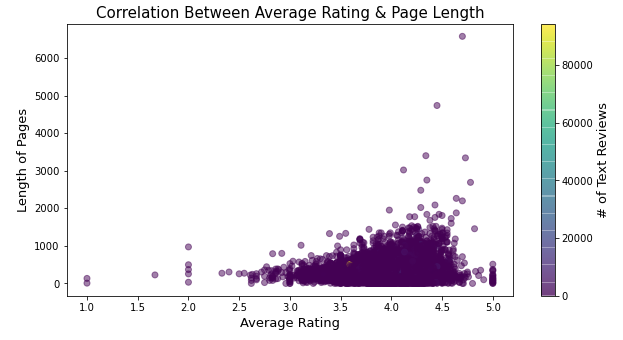 Correlation Between Average Rating & Page Length
Length of Pages
6000
5000
4000
3000
2000
1000
0
1.0 1.5 2.0 2.5 3.0 3.5 4.0 4.5 5.0
Average Rating
80000
60000
40000
20000
0
# of Text Reviews